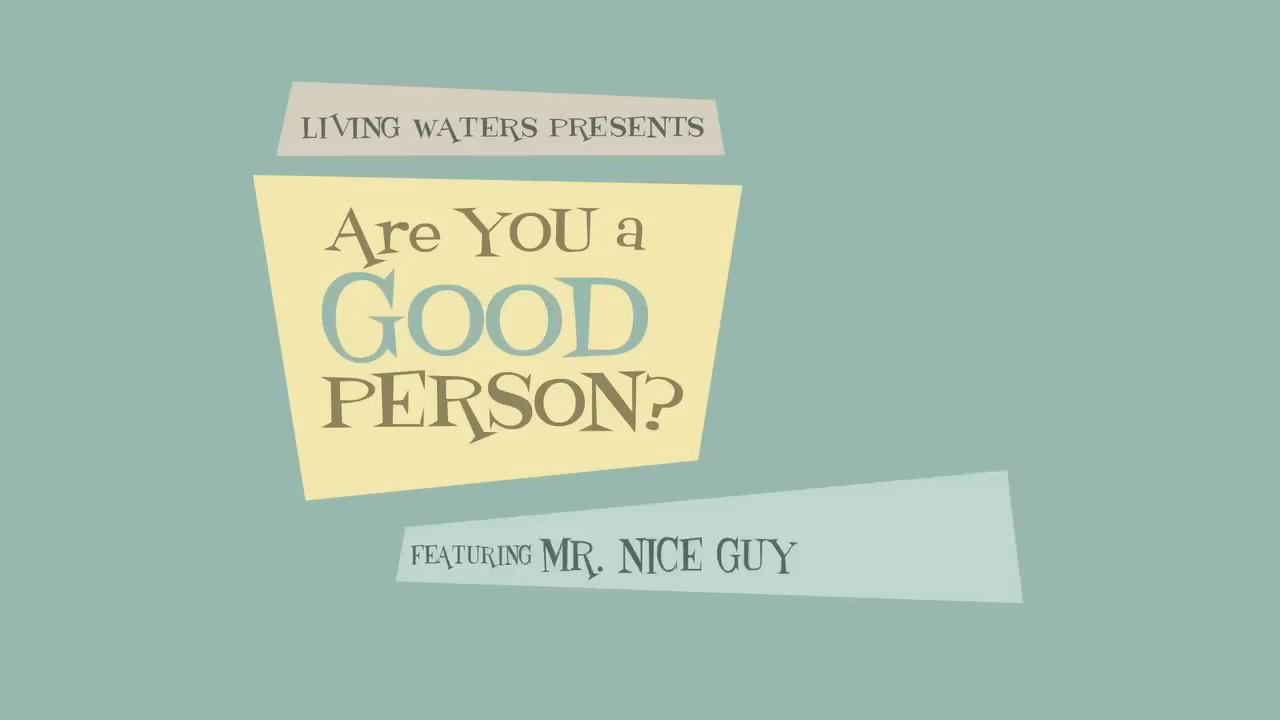 LIVING WATERS PRESENTS
Are YOU a
GOOD
PERSON?
FEATURING MR. NICE GUY